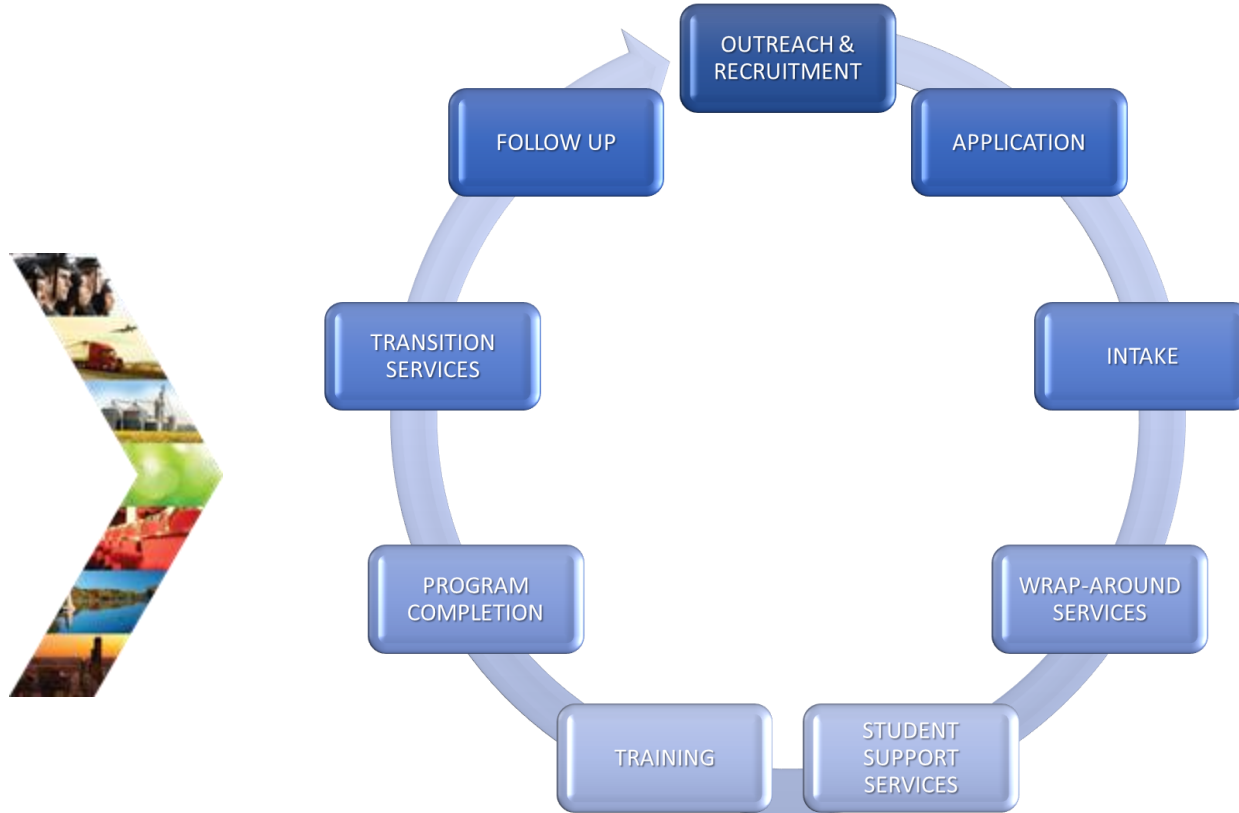 OUTREACH &
RECRUITMENT
APPLICATION
INTAKE
WRAP-AROUND
SERVICES
STUDENT
SUPPORT
SERVICES
TRAINING
PROGRAM
COMPLETION
TRANSITION
SERVICES
FOLLOW UP